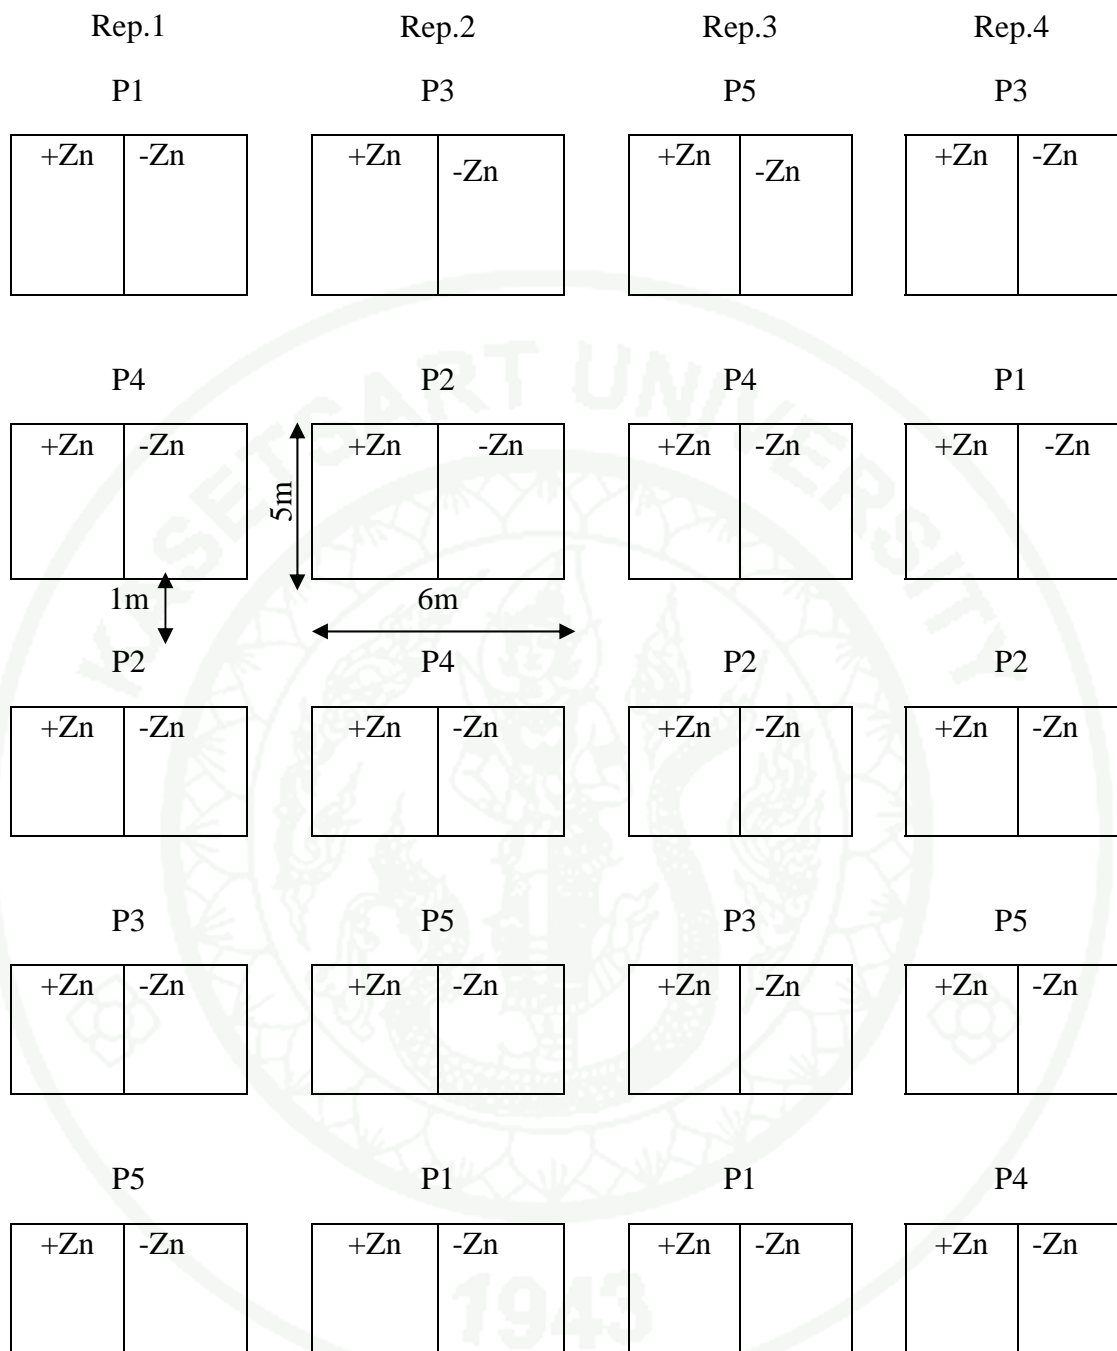 Rep.1 Rep.2 Rep.3 Rep.4
P1 P3 P5 P3
+Zn -Zn +Zn -Zn +Zn -Zn +Zn -Zn
P4 P2 P4 P1
+Zn -Zn +Zn -Zn +Zn -Zn +Zn -Zn
5m
1m 6m
P2 P4 P2 P2
+Zn -Zn +Zn -Zn +Zn -Zn +Zn -Zn
P3 P5 P3 P5
+Zn -Zn +Zn -Zn +Zn -Zn +Zn -Zn
P5 P1 P1 P4
+Zn -Zn +Zn -Zn +Zn -Zn +Zn -Zn
KASETSART UNIVERSITY
1943